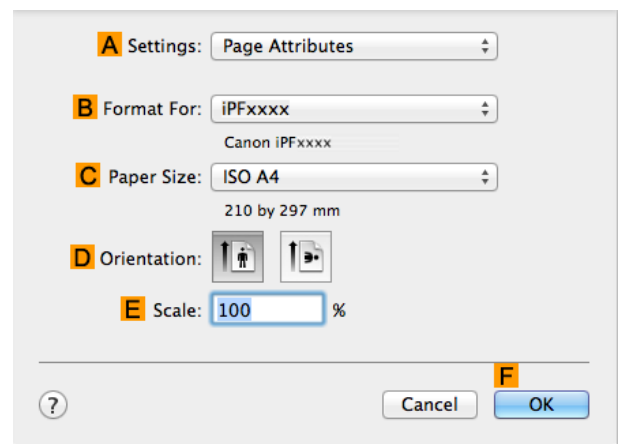 A Settings: Page Attributes
B Format For: iPFxxxx
Canon iPFxxxx
C Paper Size: ISO A4
210 by 297 mm
D Orientation:
E Scale: 100 %
F
? Cancel OK